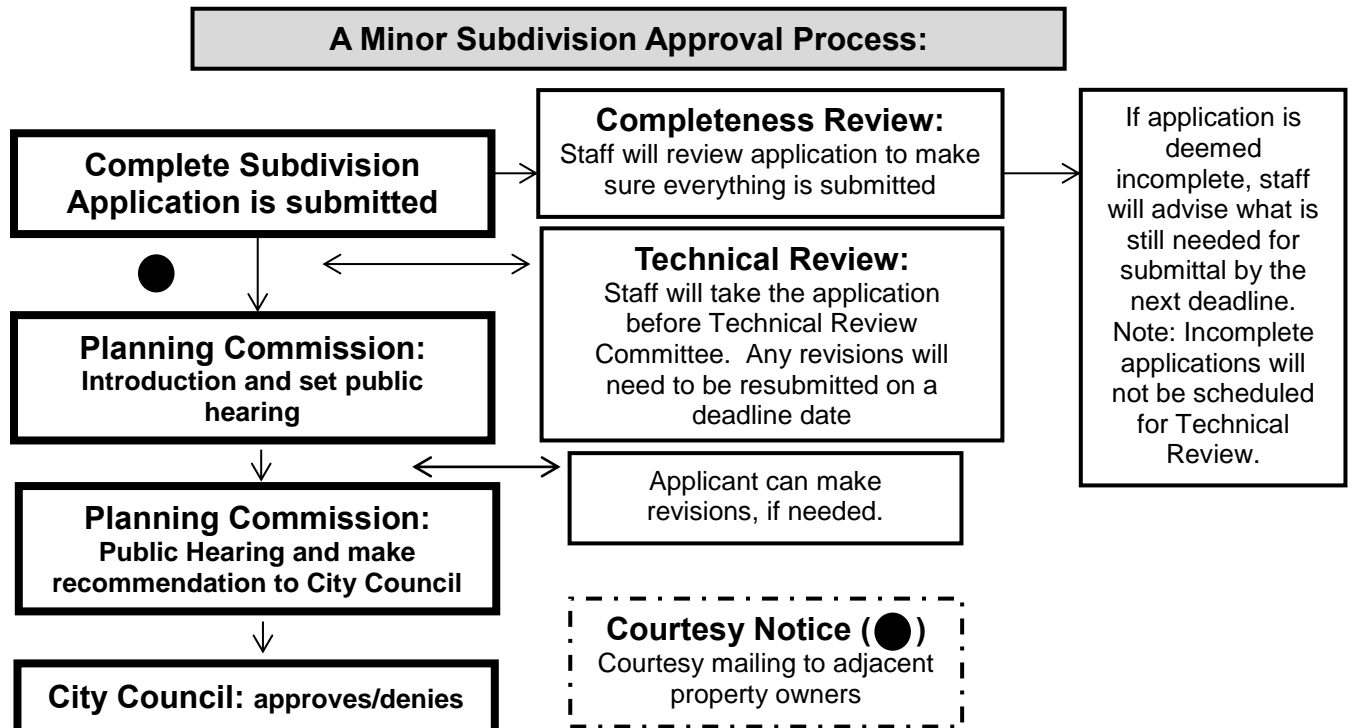 A Minor Subdivision Approval Process:
Complete Subdivision
Application is submitted
Completeness Review:
Staff will review application to make
sure everything is submitted
If application is
deemed
incomplete, staff
will advise what is
still needed for
submittal by the
next deadline.
Note: Incomplete
applications will
not be scheduled
for Technical
Review.
Technical Review:
Staff will take the application
before Technical Review
Committee.  Any revisions will
need to be resubmitted on a
deadline date
Planning Commission:
Introduction and set public
hearing
Applicant can make
revisions, if needed.
Planning Commission:
Public Hearing and make
recommendation to City Council
Courtesy Notice (●)
Courtesy mailing to adjacent
property owners
City Council: approves/denies